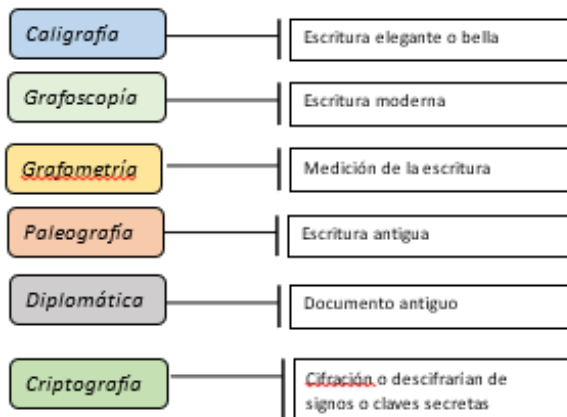 Caligrafía
Escritura elegante o bella
Grafoscopía
Escritura moderna
Grafometría
Medición de la escritura
Paleografía
Escritura antigua
Diplomática
Documento antiguo
Criptografía
Cifración o descifrarian de
signos o claves secretas